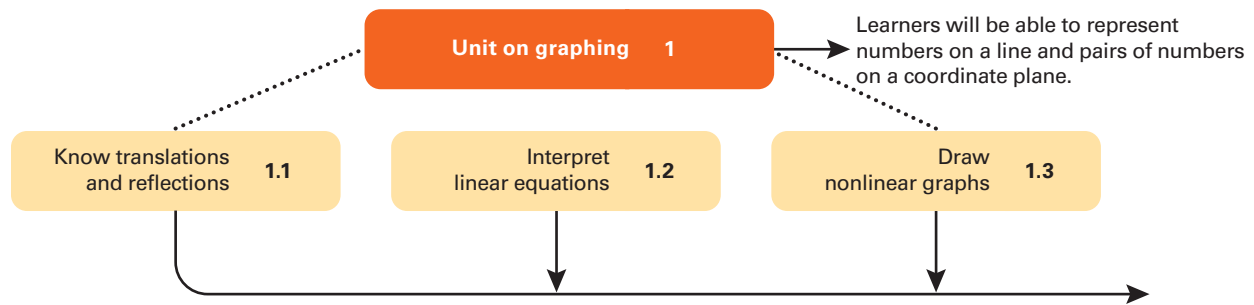 Unit on graphing 1
Learners will be able to represent
numbers on a line and pairs of numbers
on a coordinate plane.
Know translations
and reflections 1.1
Interpret
linear equations 1.2
Draw
nonlinear graphs 1.3